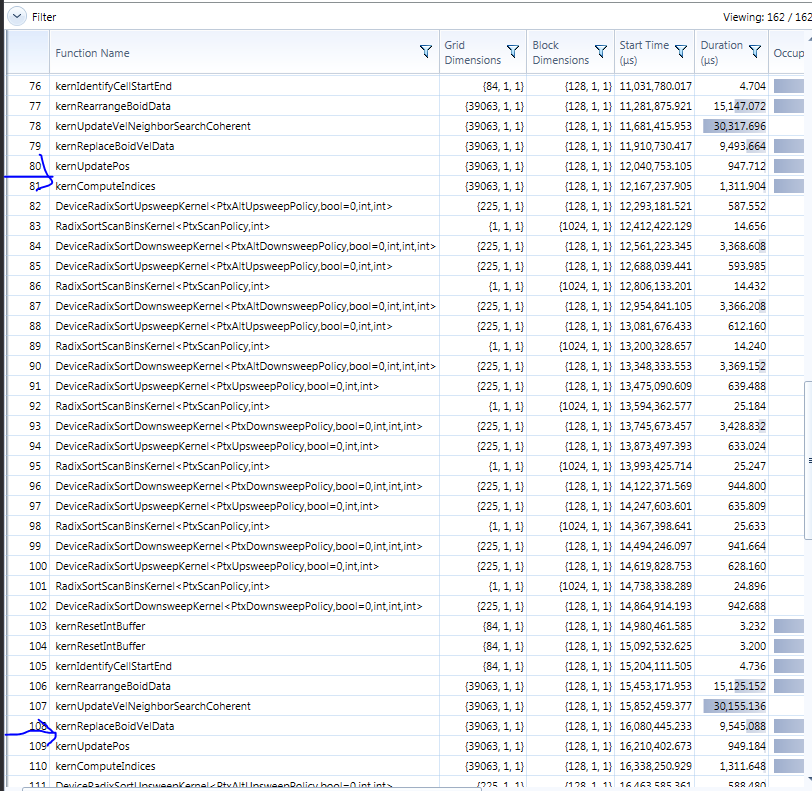 Filter Viewing: 162 / 162
Function Name Grid Dimensions Block Dimensions Start Time (μs) Duration (μs) Occup
76 kernIdentifyCellStartEnd {84, 1, 1} {128, 1, 1} 11,031,780.017 4.704
77 kernRearrangeBoidData {39063, 1, 1} {128, 1, 1} 11,281,875.921 15,147.072
78 kernUpdateVelNeighborSearchCoherent {39063, 1, 1} {128, 1, 1} 11,681,415.953 30,317.696
79 kernReplaceBoidVelData {39063, 1, 1} {128, 1, 1} 11,910,730.417 9,493.664
80 kernUpdatePos {39063, 1, 1} {128, 1, 1} 12,040,753.105 947.712
81 kernComputeIndices {39063, 1, 1} {128, 1, 1} 12,167,237.905 1,311.904
82 DeviceRadixSortUpsweepKernel<PtxAltUpsweepPolicy,bool=0,int,int> {225, 1, 1} {128, 1, 1} 12,293,181.521 587.552
83 RadixSortScanBinsKernel<PtxScanPolicy,int> {1, 1, 1} {1024, 1, 1} 12,412,422.129 14.656
84 DeviceRadixSortDownsweepKernel<PtxAltDownsweepPolicy,bool=0,int,int,int> {225, 1, 1} {128, 1, 1} 12,561,223.345 3,368.608
85 DeviceRadixSortUpsweepKernel<PtxAltUpsweepPolicy,bool=0,int,int> {225, 1, 1} {128, 1, 1} 12,688,039.441 593.985
86 RadixSortScanBinsKernel<PtxScanPolicy,int> {1, 1, 1} {1024, 1, 1} 12,806,133.201 14.432
87 DeviceRadixSortDownsweepKernel<PtxAltDownsweepPolicy,bool=0,int,int,int> {225, 1, 1} {128, 1, 1} 12,954,841.105 3,366.208
88 DeviceRadixSortUpsweepKernel<PtxAltUpsweepPolicy,bool=0,int,int> {225, 1, 1} {128, 1, 1} 13,081,676.433 612.160
89 RadixSortScanBinsKernel<PtxScanPolicy,int> {1, 1, 1} {1024, 1, 1} 13,200,328.657 14.240
90 DeviceRadixSortDownsweepKernel<PtxAltDownsweepPolicy,bool=0,int,int,int> {225, 1, 1} {128, 1, 1} 13,348,333.553 3,369.152
91 DeviceRadixSortUpsweepKernel<PtxUpsweepPolicy,bool=0,int,int> {225, 1, 1} {128, 1, 1} 13,475,090.609 639.488
92 RadixSortScanBinsKernel<PtxScanPolicy,int> {1, 1, 1} {1024, 1, 1} 13,594,362.577 25.184
93 DeviceRadixSortDownsweepKernel<PtxDownsweepPolicy,bool=0,int,int,int> {225, 1, 1} {128, 1, 1} 13,745,673.457 3,428.832
94 DeviceRadixSortUpsweepKernel<PtxUpsweepPolicy,bool=0,int,int> {225, 1, 1} {128, 1, 1} 13,873,497.393 633.024
95 RadixSortScanBinsKernel<PtxScanPolicy,int> {1, 1, 1} {1024, 1, 1} 13,993,425.714 25.247
96 DeviceRadixSortDownsweepKernel<PtxDownsweepPolicy,bool=0,int,int,int> {225, 1, 1} {128, 1, 1} 14,122,371.569 944.800
97 DeviceRadixSortUpsweepKernel<PtxUpsweepPolicy,bool=0,int,int> {225, 1, 1} {128, 1, 1} 14,247,603.601 635.809
98 RadixSortScanBinsKernel<PtxScanPolicy,int> {1, 1, 1} {1024, 1, 1} 14,367,398.641 25.633
99 DeviceRadixSortDownsweepKernel<PtxDownsweepPolicy,bool=0,int,int,int> {225, 1, 1} {128, 1, 1} 14,494,246.097 941.664
100 DeviceRadixSortUpsweepKernel<PtxUpsweepPolicy,bool=0,int,int> {225, 1, 1} {128, 1, 1} 14,619,828.753 628.160
101 RadixSortScanBinsKernel<PtxScanPolicy,int> {1, 1, 1} {1024, 1, 1} 14,738,338.289 24.896
102 DeviceRadixSortDownsweepKernel<PtxDownsweepPolicy,bool=0,int,int,int> {225, 1, 1} {128, 1, 1} 14,864,914.193 942.688
103 kernResetIntBuffer {84, 1, 1} {128, 1, 1} 14,980,461.585 3.232
104 kernResetIntBuffer {84, 1, 1} {128, 1, 1} 15,092,532.625 3.200
105 kernIdentifyCellStartEnd {84, 1, 1} {128, 1, 1} 15,204,111.505 4.736
106 kernRearrangeBoidData {39063, 1, 1} {128, 1, 1} 15,453,171.953 15,125.152
107 kernUpdateVelNeighborSearchCoherent {39063, 1, 1} {128, 1, 1} 15,852,459.377 30,155.136
108 kernReplaceBoidVelData {39063, 1, 1} {128, 1, 1} 16,080,445.233 9,545.088
109 kernUpdatePos {39063, 1, 1} {128, 1, 1} 16,210,402.673 949.184
110 kernComputeIndices {39063, 1, 1} {128, 1, 1} 16,338,250.929 1,311.648
111 DeviceRadixSortUpsweepKernel<PtxAltUpsweepPolicy,bool=0,int,int> {225, 1, 1} {128, 1, 1} 16,463,585.361 588.480